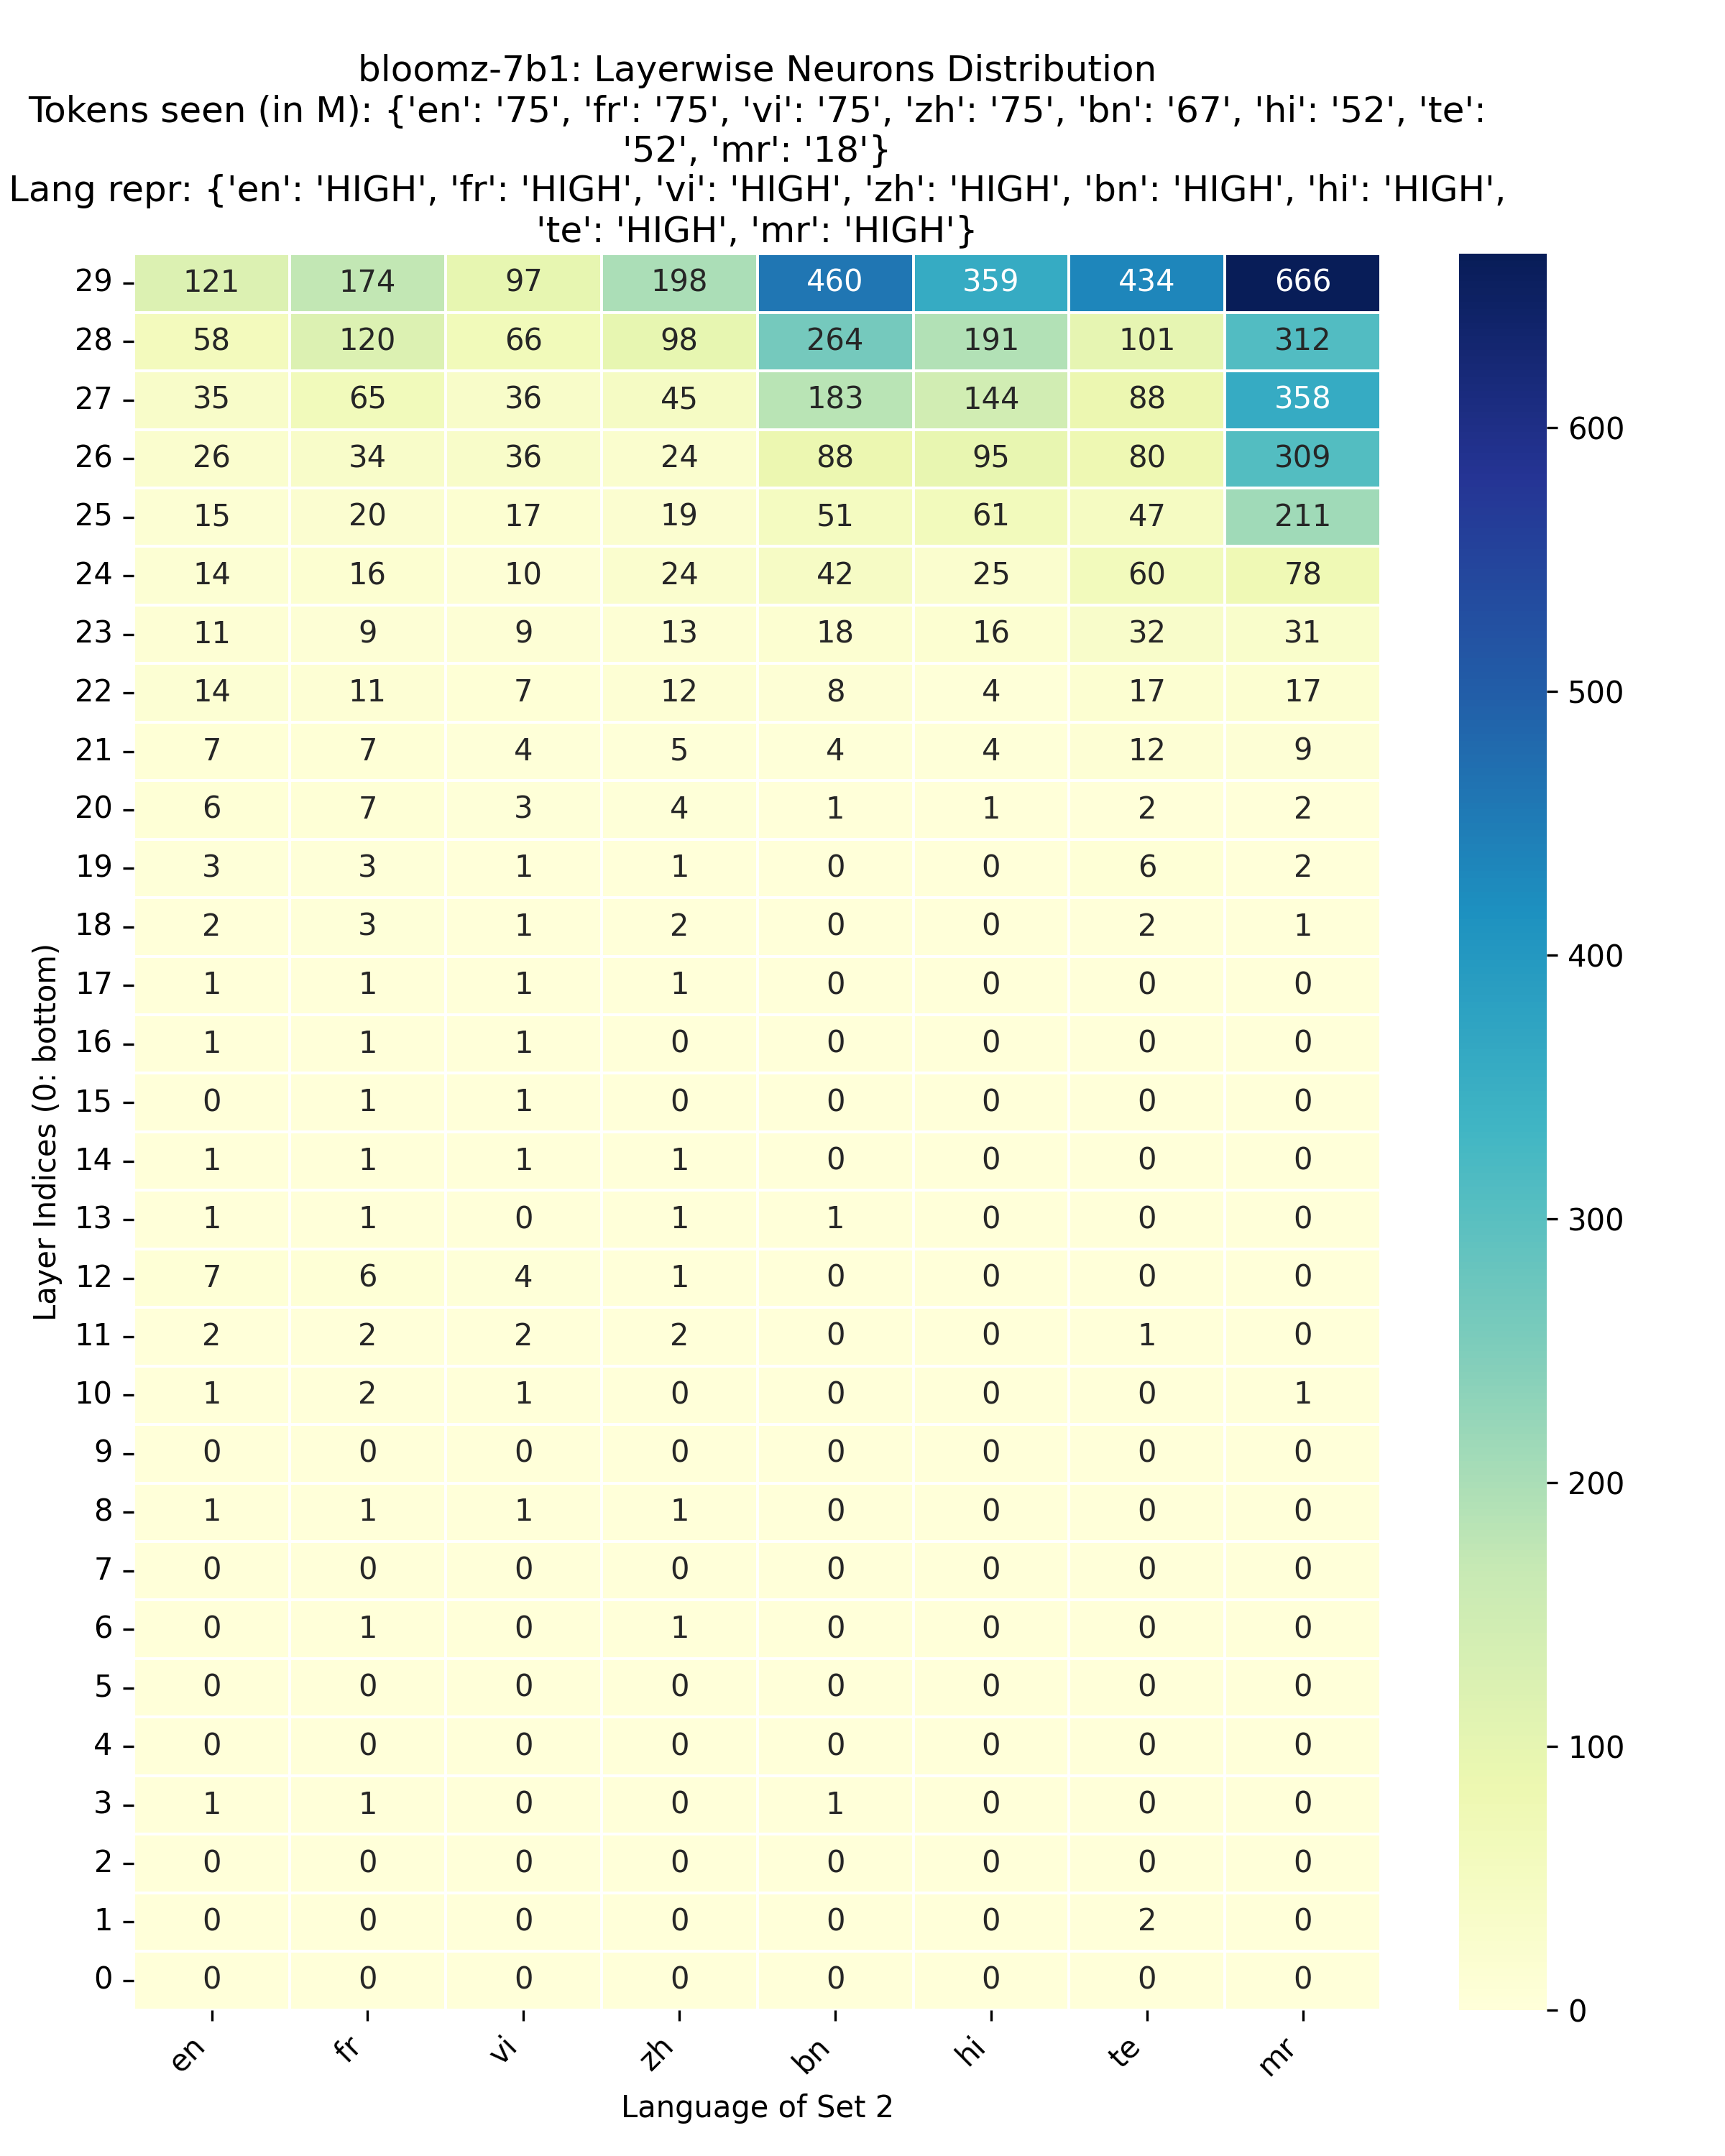 bloomz-7b1: Layerwise Neurons Distribution
Tokens seen (in M): {'en': '75', 'fr': '75', 'vi': '75', 'zh': '75', 'bn': '67', 'hi': '52', 'te':
'52', 'mr': '18'}
Lang repr: {'en': 'HIGH', 'fr': 'HIGH', 'vi': 'HIGH', 'zh': 'HIGH', 'bn': 'HIGH', 'hi': 'HIGH',
'te': 'HIGH', 'mr': 'HIGH'}
29 121 174 97 198 460 359 434 666
28 58 120 66 98 264 191 101 312
27 35 65 36 45 183 144 88 358
26 26 34 36 24 88 95 80 309
25 15 20 17 19 51 61 47 211
24 14 16 10 24 42 25 60 78
23 11 9 9 13 18 16 32 31
22 14 11 7 12 8 4 17 17
21 7 7 4 5 4 4 12 9
20 6 7 3 4 1 1 2 2
19 3 3 1 1 0 0 6 2
18 2 3 1 2 0 0 2 1
17 1 1 1 1 0 0 0 0
16 1 1 1 0 0 0 0 0
15 0 1 1 0 0 0 0 0
14 1 1 1 1 0 0 0 0
13 1 1 0 1 1 0 0 0
12 7 6 4 1 0 0 0 0
11 2 2 2 2 0 0 1 0
10 1 2 1 0 0 0 0 1
9 0 0 0 0 0 0 0 0
8 1 1 1 1 0 0 0 0
7 0 0 0 0 0 0 0 0
6 0 1 0 1 0 0 0 0
5 0 0 0 0 0 0 0 0
4 0 0 0 0 0 0 0 0
3 1 1 0 0 1 0 0 0
2 0 0 0 0 0 0 0 0
1 0 0 0 0 0 0 2 0
0 0 0 0 0 0 0 0 0
en fr vi zh bn hi te mr
Language of Set 2
Layer Indices (0: bottom)
600
500
400
300
200
100
0